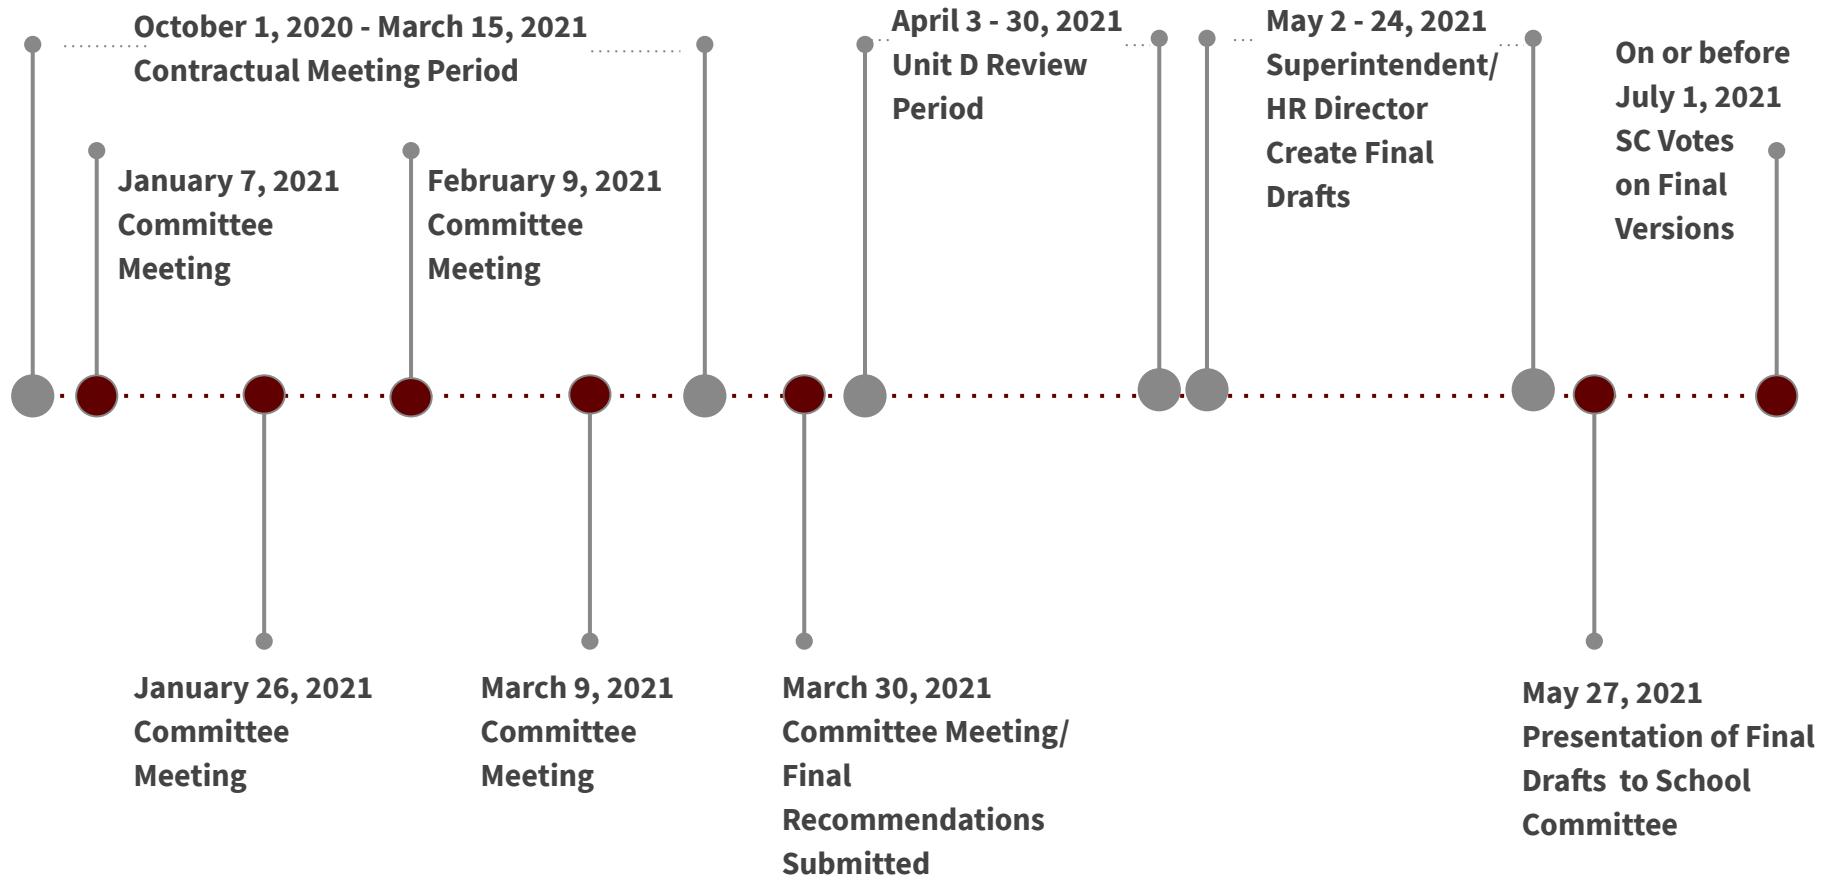 October 1, 2020 - March 15, 2021
Contractual Meeting Period
April 3 - 30, 2021
Unit D Review
Period
May 2 - 24, 2021
Superintendent/
HR Director
Create Final
Drafts
On or before
July 1, 2021
SC Votes
on Final
Versions
January 7, 2021
Committee
Meeting
February 9, 2021
Committee
Meeting
January 26, 2021
Committee
Meeting
March 9, 2021
Committee
Meeting
March 30, 2021
Committee Meeting/
Final
Recommendations
Submitted
May 27, 2021
Presentation of Final
Drafts  to School
Committee